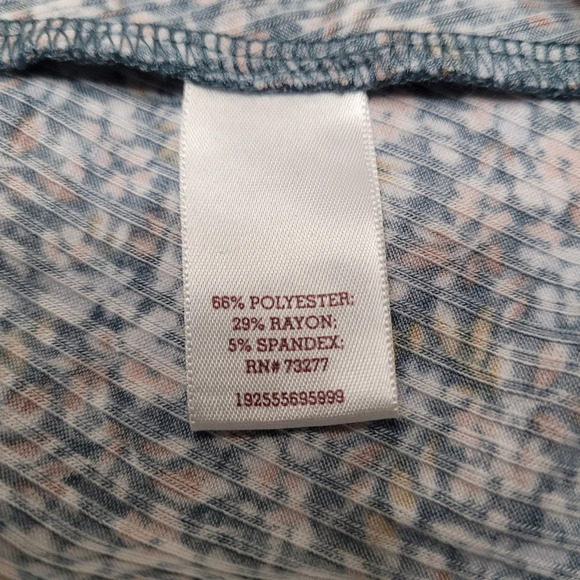 66% POLYESTER;
29% RAYON;
5% SPANDEX;
RN# 73277
192555695999